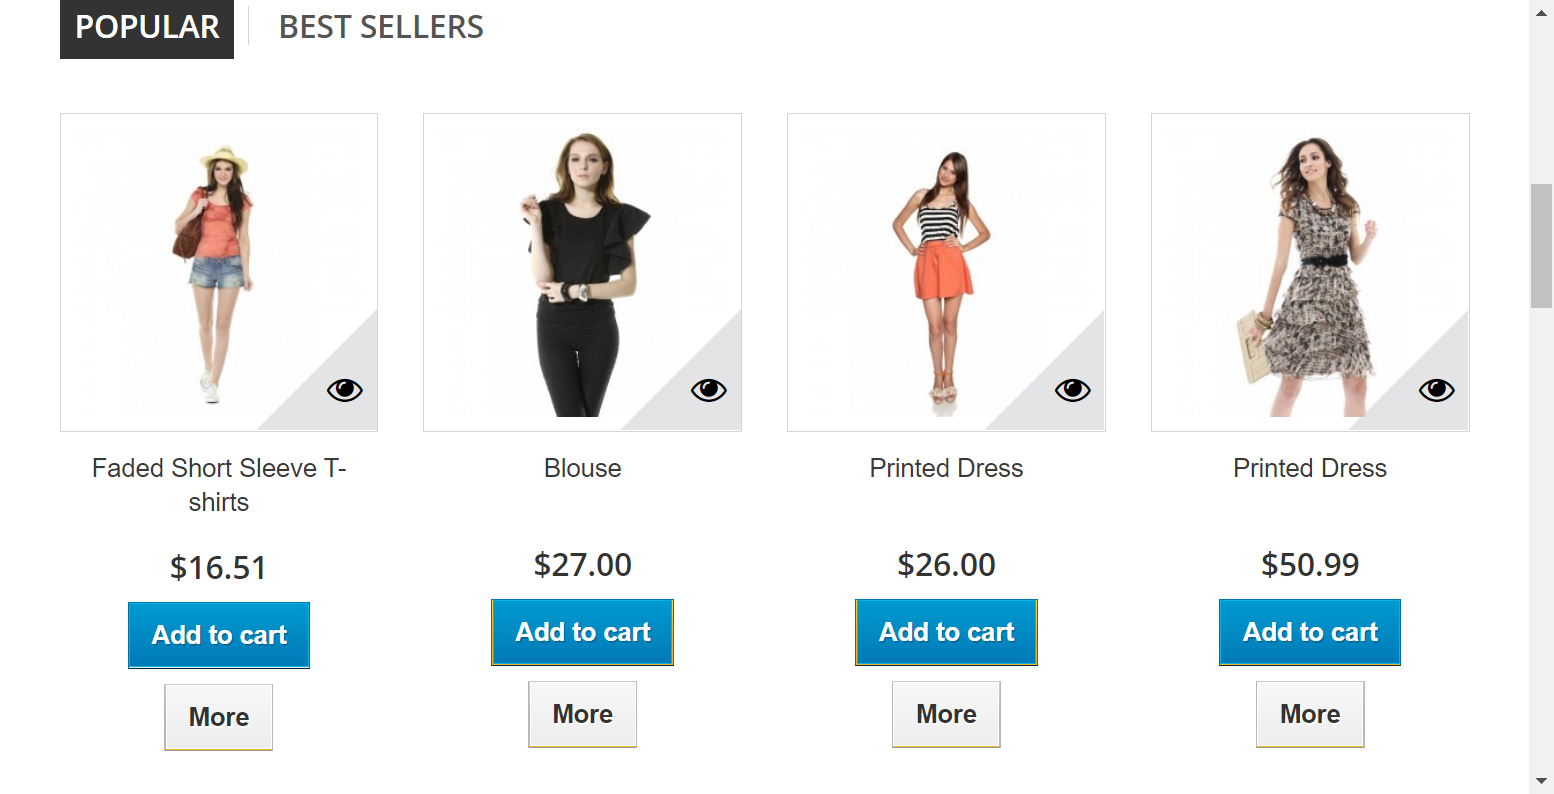 POPULAR
BEST SELLERS
Faded Short Sleeve T-
shirts
$16.51
Add to cart
More
Blouse
$27.00
Add to cart
More
Printed Dress
$26.00
Add to cart
More
Printed Dress
$50.99
Add to cart
More